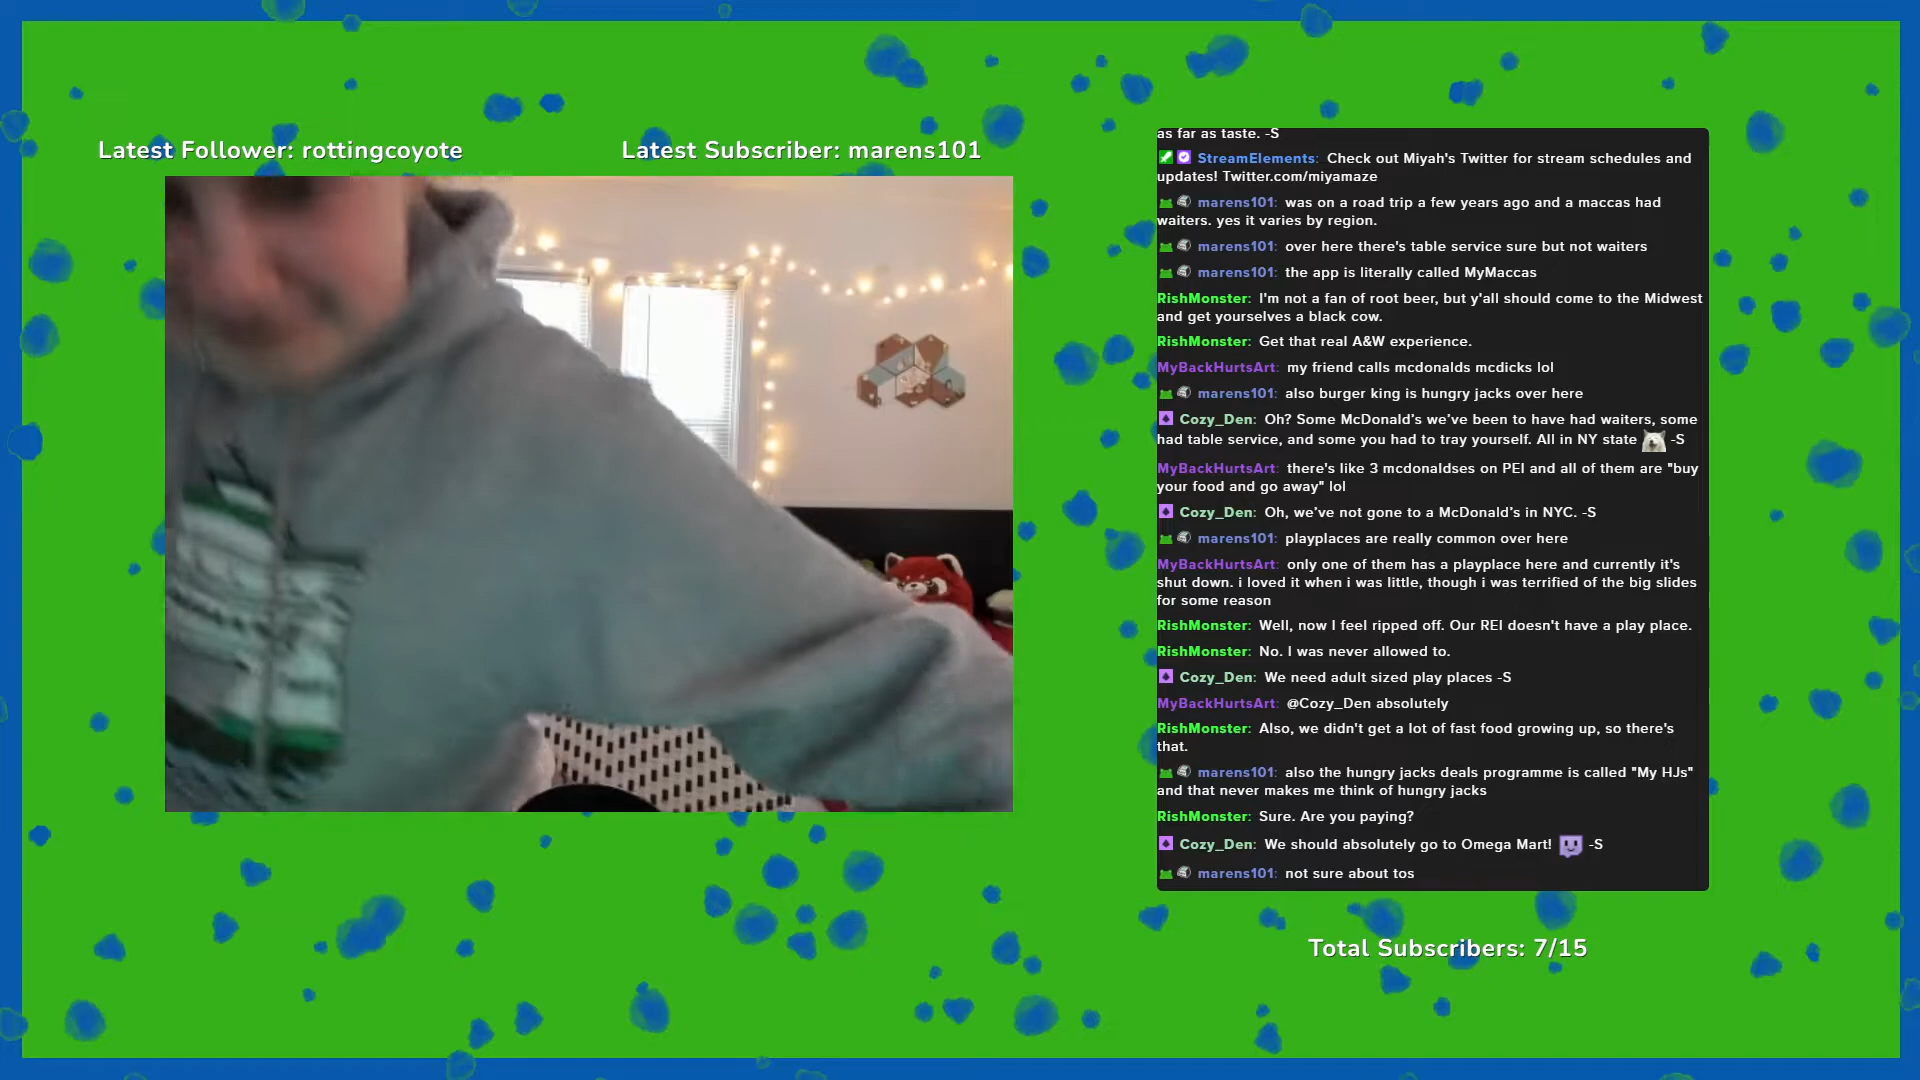 Latest Follower: rottingcoyote
Latest Subscriber: marens101
as far as taste. -S
StreamElements: Check out Miyah's Twitter for stream schedules and
updates! Twitter.com/miyamaze
marens101: was on a road trip a few years ago and a maccas had
waiters. yes it varies by region.
marens101: over here there's table service sure but not waiters
marens101: the app is literally called MyMaccas
RishMonster: I'm not a fan of root beer, but y'all should come to the Midwest
and get yourselves a black cow.
RishMonster: Get that real A&W experience.
MyBackHurtsArt: my friend calls mcdonalds mcdicks lol
marens101: also burger king is hungry jacks over here
Cozy_Den: Oh? Some McDonald's we've been to have had waiters, some
had table service, and some you had to tray yourself. All in NY state -S
MyBackHurtsArt: there's like 3 mcdonaldses on PEI and all of them are "buy
your food and go away" lol
Cozy_Den: Oh, we've not gone to a McDonald's in NYC. -S
marens101: playplaces are really common over here
MyBackHurtsArt: only one of them has a playplace here and currently it's
shut down. i loved it when i was little, though i was terrified of the big slides
for some reason
RishMonster: Well, now I feel ripped off. Our REI doesn't have a play place.
RishMonster: No. I was never allowed to.
Cozy_Den: We need adult sized play places -S
MyBackHurtsArt: @Cozy_Den absolutely
RishMonster: Also, we didn't get a lot of fast food growing up, so there's
that.
marens101: also the hungry jacks deals programme is called "My HJs"
and that never makes me think of hungry jacks
RishMonster: Sure. Are you paying?
Cozy_Den: We should absolutely go to Omega Mart! -S
marens101: not sure about tos
Total Subscribers: 7/15